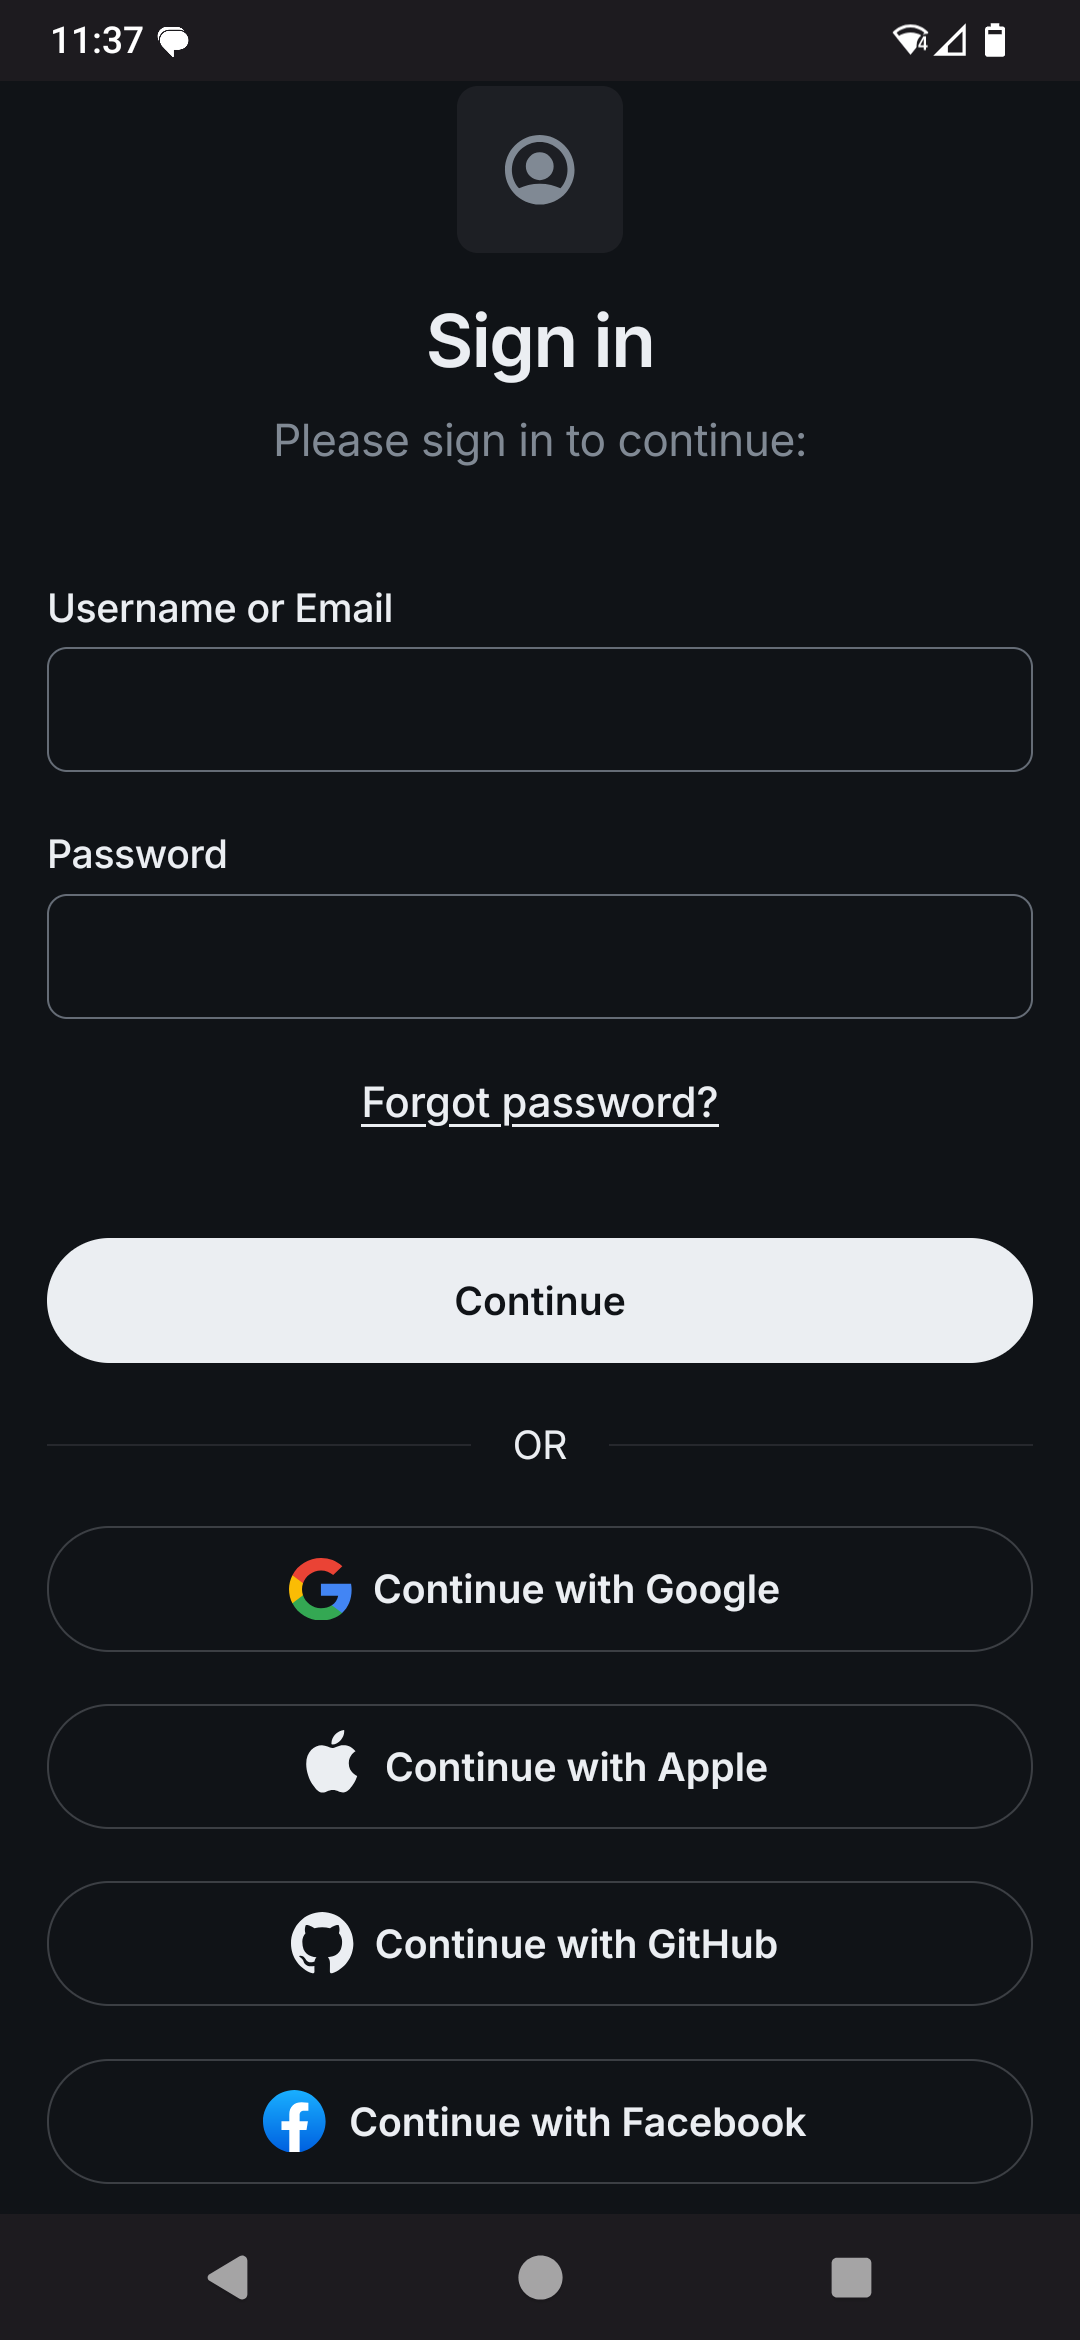 11:37
Sign in
Please sign in to continue:
Username or Email
Password
Forgot password?
Continue
OR
Continue with Google
Continue with Apple
Continue with GitHub
Continue with Facebook